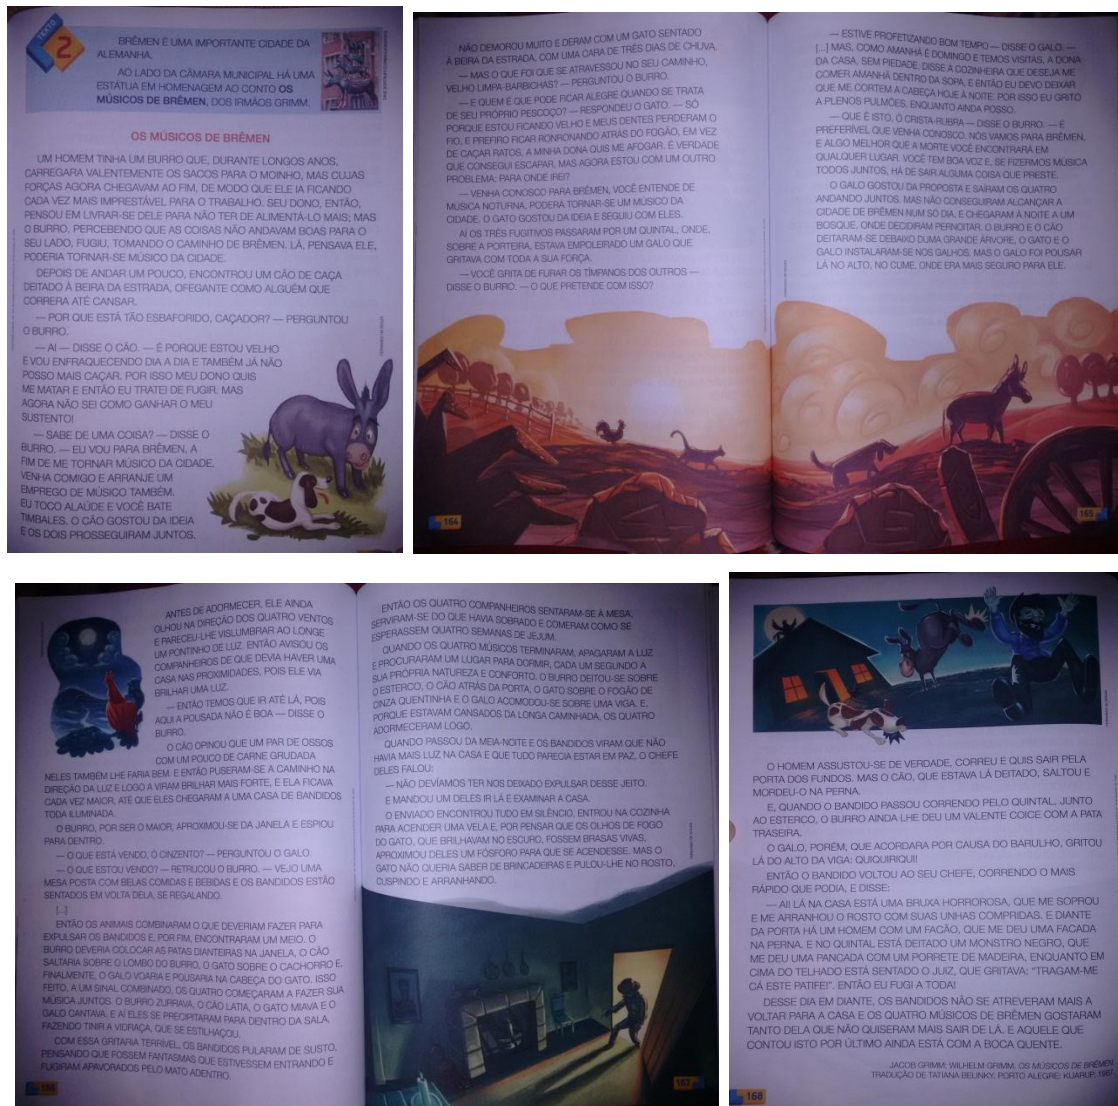 TEXTO
2
BRÊMEN É UMA IMPORTANTE CIDADE DA
ALEMANHA.
AO LADO DA CÂMARA MUNICIPAL HÁ UMA
ESTÁTUA EM HOMENAGEM AO CONTO OS
MÚSICOS DE BRÊMEN, DOS IRMÃOS GRIMM.
OS MÚSICOS DE BRÊMEN
UM HOMEM TINHA UM BURRO QUE, DURANTE LONGOS ANOS,
CARREGARA VALENTEMENTE OS SACOS PARA O MOINHO, MAS CUJAS
FORÇAS AGORA CHEGAVAM AO FIM, DE MODO QUE ELE IA FICANDO
CADA VEZ MAIS IMPRESTÁVEL PARA O TRABALHO. SEU DONO, ENTÃO,
PENSOU EM LIVRAR-SE DELE PARA NÃO TER DE ALIMENTÁ-LO MAIS; MAS
O BURRO, PERCEBENDO QUE AS COISAS NÃO ANDAVAM BOAS PARA O
SEU LADO, FUGIU, TOMANDO O CAMINHO DE BRÊMEN. LÁ, PENSAVA ELE,
PODERIA TORNAR-SE MÚSICO DA CIDADE.
DEPOIS DE ANDAR UM POUCO, ENCONTROU UM CÃO DE CAÇA
DEITADO À BEIRA DA ESTRADA, OFEGANTE COMO ALGUÉM QUE
CORRERA ATÉ CANSAR.
— POR QUE ESTÁ TÃO ESBAFORIDO, CAÇADOR? — PERGUNTOU
O BURRO.
— AI — DISSE O CÃO. — É PORQUE ESTOU VELHO
E VOU ENFRAQUECENDO DIA A DIA E TAMBÉM JÁ NÃO
POSSO MAIS CAÇAR. POR ISSO MEU DONO QUIS
ME MATAR E ENTÃO EU TRATEI DE FUGIR. MAS
AGORA NÃO SEI COMO GANHAR O MEU
SUSTENTO!
— SABE DE UMA COISA? — DISSE O
BURRO. — EU VOU PARA BRÊMEN, A
FIM DE ME TORNAR MÚSICO DA CIDADE.
VENHA COMIGO E ARRANJE UM
EMPREGO DE MÚSICO TAMBÉM.
EU TOCO ALAÚDE E VOCÊ BATE
TIMBALES. O CÃO GOSTOU DA IDEIA
E OS DOIS PROSSEGUIRAM JUNTOS.
NÃO DEMOROU MUITO E DERAM COM UM GATO SENTADO
À BEIRA DA ESTRADA, COM UMA CARA DE TRÊS DIAS DE CHUVA.
— MAS O QUE FOI QUE SE ATRAVESSOU NO SEU CAMINHO,
VELHO LIMPA-BARBICHAS? — PERGUNTOU O BURRO.
— E QUEM É QUE PODE FICAR ALEGRE QUANDO SE TRATA
DE SEU PRÓPRIO PESCOÇO? — RESPONDEU O GATO. — SÓ
PORQUE ESTOU FICANDO VELHO E MEUS DENTES PERDERAM O
FIO, E PREFIRO FICAR RONRONANDO ATRÁS DO FOGÃO, EM VEZ
DE CAÇAR RATOS, A MINHA DONA QUIS ME AFOGAR. É VERDADE
QUE CONSEGUI ESCAPAR, MAS AGORA ESTOU COM UM OUTRO
PROBLEMA: PARA ONDE IREI?
— VENHA CONOSCO PARA BRÊMEN, VOCÊ ENTENDE DE
MÚSICA NOTURNA, PODERÁ TORNAR-SE UM MÚSICO DA
CIDADE. O GATO GOSTOU DA IDEIA E SEGUIU COM ELES.
AÍ OS TRÊS FUGITIVOS PASSARAM POR UM QUINTAL, ONDE,
SOBRE A PORTEIRA, ESTAVA EMPOLEIRADO UM GALO QUE
GRITAVA COM TODA A SUA FORÇA.
— VOCÊ GRITA DE FURAR OS TÍMPANOS DOS OUTROS —
DISSE O BURRO. — O QUE PRETENDE COM ISSO?
164
— ESTIVE PROFETIZANDO BOM TEMPO — DISSE O GALO. —
[...] MAS, COMO AMANHÃ É DOMINGO E TEMOS VISITAS, A DONA
DA CASA, SEM PIEDADE, DISSE À COZINHEIRA QUE DESEJA ME
COMER AMANHÃ DENTRO DA SOPA, E ENTÃO EU DEVO DEIXAR
QUE ME CORTEM A CABEÇA HOJE À NOITE. POR ISSO EU GRITO
A PLENOS PULMÕES, ENQUANTO AINDA POSSO.
— QUE É ISTO, Ó CRISTA-RUBRA — DISSE O BURRO. — É
PREFERÍVEL QUE VENHA CONOSCO. NÓS VAMOS PARA BRÊMEN,
E ALGO MELHOR QUE A MORTE VOCÊ ENCONTRARÁ EM
QUALQUER LUGAR. VOCÊ TEM BOA VOZ E, SE FIZERMOS MÚSICA
TODOS JUNTOS, HÁ DE SAIR ALGUMA COISA QUE PRESTE.
O GALO GOSTOU DA PROPOSTA E SAÍRAM OS QUATRO
ANDANDO JUNTOS. MAS NÃO CONSEGUIRAM ALCANÇAR A
CIDADE DE BRÊMEN NUM SÓ DIA, E CHEGARAM À NOITE A UM
BOSQUE, ONDE DECIDIRAM PERNOITAR. O BURRO E O CÃO
DEITARAM-SE DEBAIXO DUMA GRANDE ÁRVORE, O GATO E O
GALO INSTALARAM-SE NOS GALHOS, MAS O GALO FOI POUSAR
LÁ NO ALTO, NO CUME, ONDE ERA MAIS SEGURO PARA ELE.
165
ANTES DE ADORMECER, ELE AINDA
OLHOU NA DIREÇÃO DOS QUATRO VENTOS
E PARECEU-LHE VISLUMBRAR AO LONGE
UM PONTINHO DE LUZ. ENTÃO AVISOU OS
COMPANHEIROS DE QUE DEVIA HAVER UMA
CASA NAS PROXIMIDADES, POIS ELE VIA
BRILHAR UMA LUZ.
— ENTÃO TEMOS QUE IR ATÉ LÁ, POIS
AQUI A POUSADA NÃO É BOA — DISSE O
BURRO.
O CÃO OPINOU QUE UM PAR DE OSSOS
COM UM POUCO DE CARNE GRUDADA
NELES TAMBÉM LHE FARIA BEM. E ENTÃO PUSERAM-SE A CAMINHO NA
DIREÇÃO DA LUZ E LOGO A VIRAM BRILHAR MAIS FORTE, E ELA FICAVA
CADA VEZ MAIOR, ATÉ QUE ELES CHEGARAM A UMA CASA DE BANDIDOS
TODA ILUMINADA.
O BURRO, POR SER O MAIOR, APROXIMOU-SE DA JANELA E ESPIOU
PARA DENTRO.
— O QUE ESTÁ VENDO, Ó CINZENTO? — PERGUNTOU O GALO.
— O QUE ESTOU VENDO? — RETRUCOU O BURRO. — VEJO UMA
MESA POSTA COM BELAS COMIDAS E BEBIDAS E OS BANDIDOS ESTÃO
SENTADOS EM VOLTA DELA, SE REGALANDO.
[...]
ENTÃO OS ANIMAIS COMBINARAM O QUE DEVERIAM FAZER PARA
EXPULSAR OS BANDIDOS E, POR FIM, ENCONTRARAM UM MEIO. O
BURRO DEVERIA COLOCAR AS PATAS DIANTEIRAS NA JANELA, O CÃO
SALTARIA SOBRE O LOMBO DO BURRO, O GATO SOBRE O CACHORRO E,
FINALMENTE, O GALO VOARIA E POUSARIA NA CABEÇA DO GATO. ISSO
FEITO, A UM SINAL COMBINADO, OS QUATRO COMEÇARAM A FAZER SUA
MÚSICA JUNTOS. O BURRO ZURRAVA, O CÃO LATIA, O GATO MIAVA E O
GALO CANTAVA. E AÍ ELES SE PRECIPITARAM PARA DENTRO DA SALA,
FAZENDO TINIR A VIDRAÇA, QUE SE ESTILHAÇOU.
COM ESSA GRITARIA TERRÍVEL, OS BANDIDOS PULARAM DE SUSTO,
PENSANDO QUE FOSSEM FANTASMAS QUE ESTIVESSEM ENTRANDO E
FUGIRAM APAVORADOS PELO MATO ADENTRO.
166
ENTÃO OS QUATRO COMPANHEIROS SENTARAM-SE À MESA,
SERVIRAM-SE DO QUE HAVIA SOBRADO E COMERAM COMO SE
ESPERASSEM QUATRO SEMANAS DE JEJUM.
QUANDO OS QUATRO MÚSICOS TERMINARAM, APAGARAM A LUZ
E PROCURARAM UM LUGAR PARA DORMIR, CADA UM SEGUNDO A
SUA PRÓPRIA NATUREZA E CONFORTO. O BURRO DEITOU-SE SOBRE
O ESTERCO, O CÃO ATRÁS DA PORTA, O GATO SOBRE O FOGÃO DE
CINZA QUENTINHA E O GALO ACOMODOU-SE SOBRE UMA VIGA. E,
PORQUE ESTAVAM CANSADOS DA LONGA CAMINHADA, OS QUATRO
ADORMECERAM LOGO.
QUANDO PASSOU DA MEIA-NOITE E OS BANDIDOS VIRAM QUE NÃO
HAVIA MAIS LUZ NA CASA E QUE TUDO PARECIA ESTAR EM PAZ, O CHEFE
DELES FALOU:
— NÃO DEVÍAMOS TER NOS DEIXADO EXPULSAR DESSE JEITO.
E MANDOU UM DELES IR LÁ E EXAMINAR A CASA.
O ENVIADO ENCONTROU TUDO EM SILÊNCIO, ENTROU NA COZINHA
PARA ACENDER UMA VELA E, POR PENSAR QUE OS OLHOS DE FOGO
DO GATO, QUE BRILHAVAM NO ESCURO, FOSSEM BRASAS VIVAS,
APROXIMOU DELES UM FÓSFORO PARA QUE SE ACENDESSE. MAS O
GATO NÃO QUERIA SABER DE BRINCADEIRAS E PULOU-LHE NO ROSTO,
CUSPINDO E ARRANHANDO.
167
O HOMEM ASSUSTOU-SE DE VERDADE, CORREU E QUIS SAIR PELA
PORTA DOS FUNDOS. MAS O CÃO, QUE ESTAVA LÁ DEITADO, SALTOU E
MORDEU-O NA PERNA.
E, QUANDO O BANDIDO PASSOU CORRENDO PELO QUINTAL, JUNTO
AO ESTERCO, O BURRO AINDA LHE DEU UM VALENTE COICE COM A PATA
TRASEIRA.
O GALO, PORÉM, QUE ACORDARA POR CAUSA DO BARULHO, GRITOU
LÁ DO ALTO DA VIGA: QUIQUIRIQUI!
ENTÃO O BANDIDO VOLTOU AO SEU CHEFE, CORRENDO O MAIS
RÁPIDO QUE PODIA, E DISSE:
— AI! LÁ NA CASA ESTÁ UMA BRUXA HORROROSA, QUE ME SOPROU
E ME ARRANHOU O ROSTO COM SUAS UNHAS COMPRIDAS. E DIANTE
DA PORTA HÁ UM HOMEM COM UM FACÃO, QUE ME DEU UMA FACADA
NA PERNA. E NO QUINTAL ESTÁ DEITADO UM MONSTRO NEGRO, QUE
ME DEU UMA PANCADA COM UM PORRETE DE MADEIRA, ENQUANTO EM
CIMA DO TELHADO ESTÁ SENTADO O JUIZ, QUE GRITAVA: "TRAGAM-ME
CÁ ESTE PATIFE!". ENTÃO EU FUGI A TODA!
DESSE DIA EM DIANTE, OS BANDIDOS NÃO SE ATREVERAM MAIS A
VOLTAR PARA A CASA E OS QUATRO MÚSICOS DE BRÊMEN GOSTARAM
TANTO DELA QUE NÃO QUISERAM MAIS SAIR DE LÁ. E AQUELE QUE
CONTOU ISTO POR ÚLTIMO AINDA ESTÁ COM A BOCA QUENTE.
JACOB GRIMM; WILHELM GRIMM. OS MÚSICOS DE BRÊMEN.
TRADUÇÃO DE TATIANA BELINKY. PORTO ALEGRE: KUARUP, 1987.
168